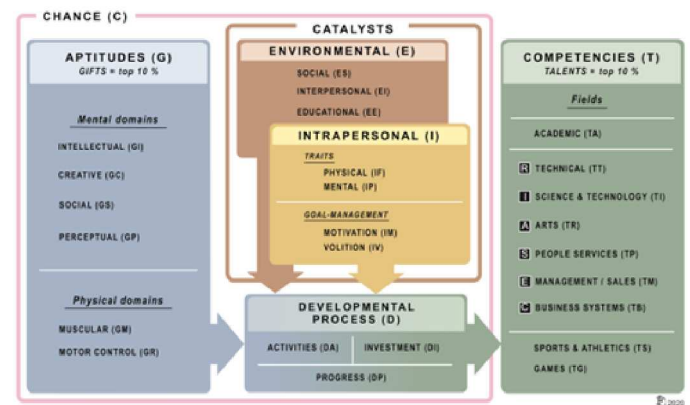 CHANCE (C)
CATALYSTS
APTITUDES (G)
GIFTS = top 10 %
Mental domains
INTELLECTUAL (GI)
CREATIVE (GC)
SOCIAL (GS)
PERCEPTUAL (GP)
Physical domains
MUSCULAR (GM)
MOTOR CONTROL (GR)
ENVIRONMENTAL (E)
SOCIAL (ES)
INTERPERSONAL (EI)
EDUCATIONAL (EE)
INTRAPERSONAL (I)
TRAITS
PHYSICAL (IF)
MENTAL (IP)
GOAL-MANAGEMENT
MOTIVATION (IM)
VOLITION (IV)
DEVELOPMENTAL
PROCESS (D)
ACTIVITIES (DA)
INVESTMENT (DI)
PROGRESS (DP)
COMPETENCIES (T)
TALENTS = top 10 %
Fields
ACADEMIC (TA)
R TECHNICAL (TT)
I SCIENCE & TECHNOLOGY (TI)
A ARTS (TR)
S PEOPLE SERVICES (TP)
E MANAGEMENT / SALES (TM)
C BUSINESS SYSTEMS (TB)
SPORTS & ATHLETICS (TS)
GAMES (TG)
2020